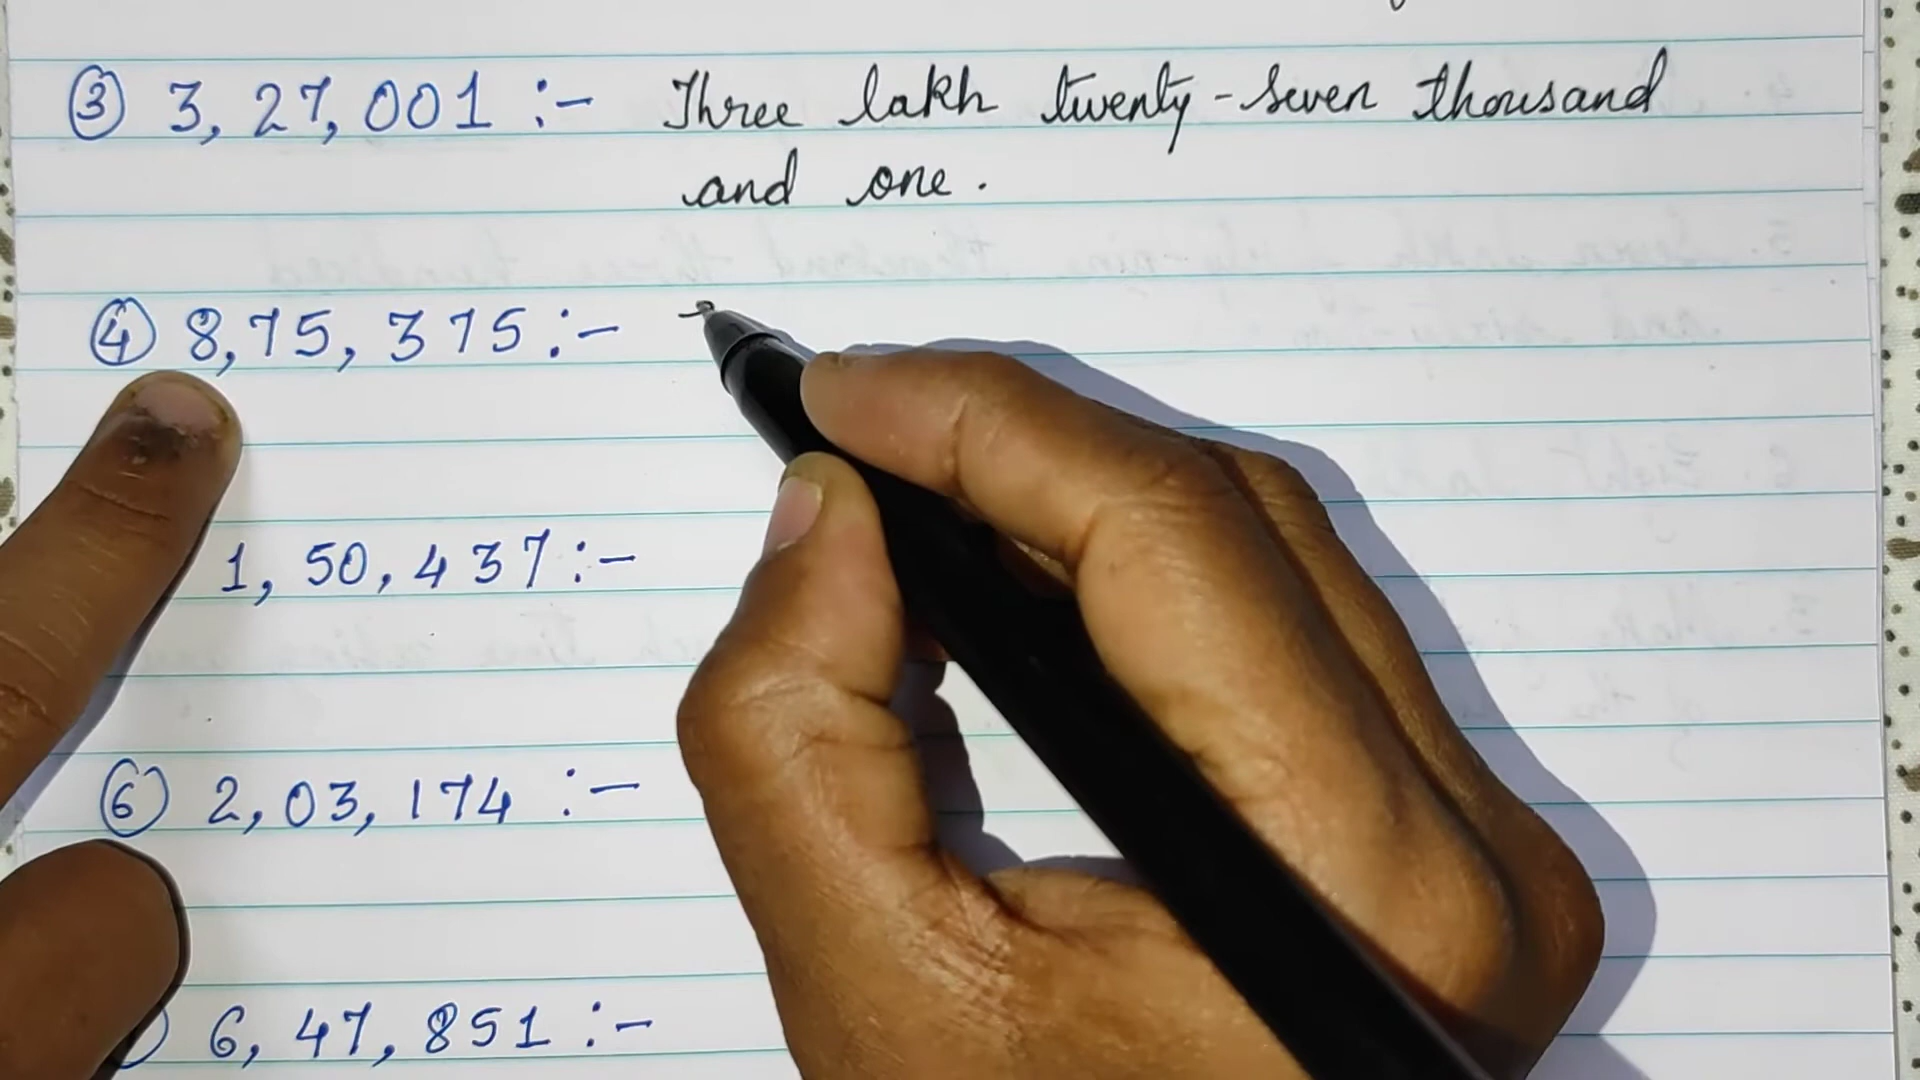 ③ 3, 27, 001 :- Three lakh twenty-seven thousand
and one.
④ 8,75, 375 :-
1, 50, 437 :-
⑥ 2, 03, 174 :-
6, 47, 851 :-